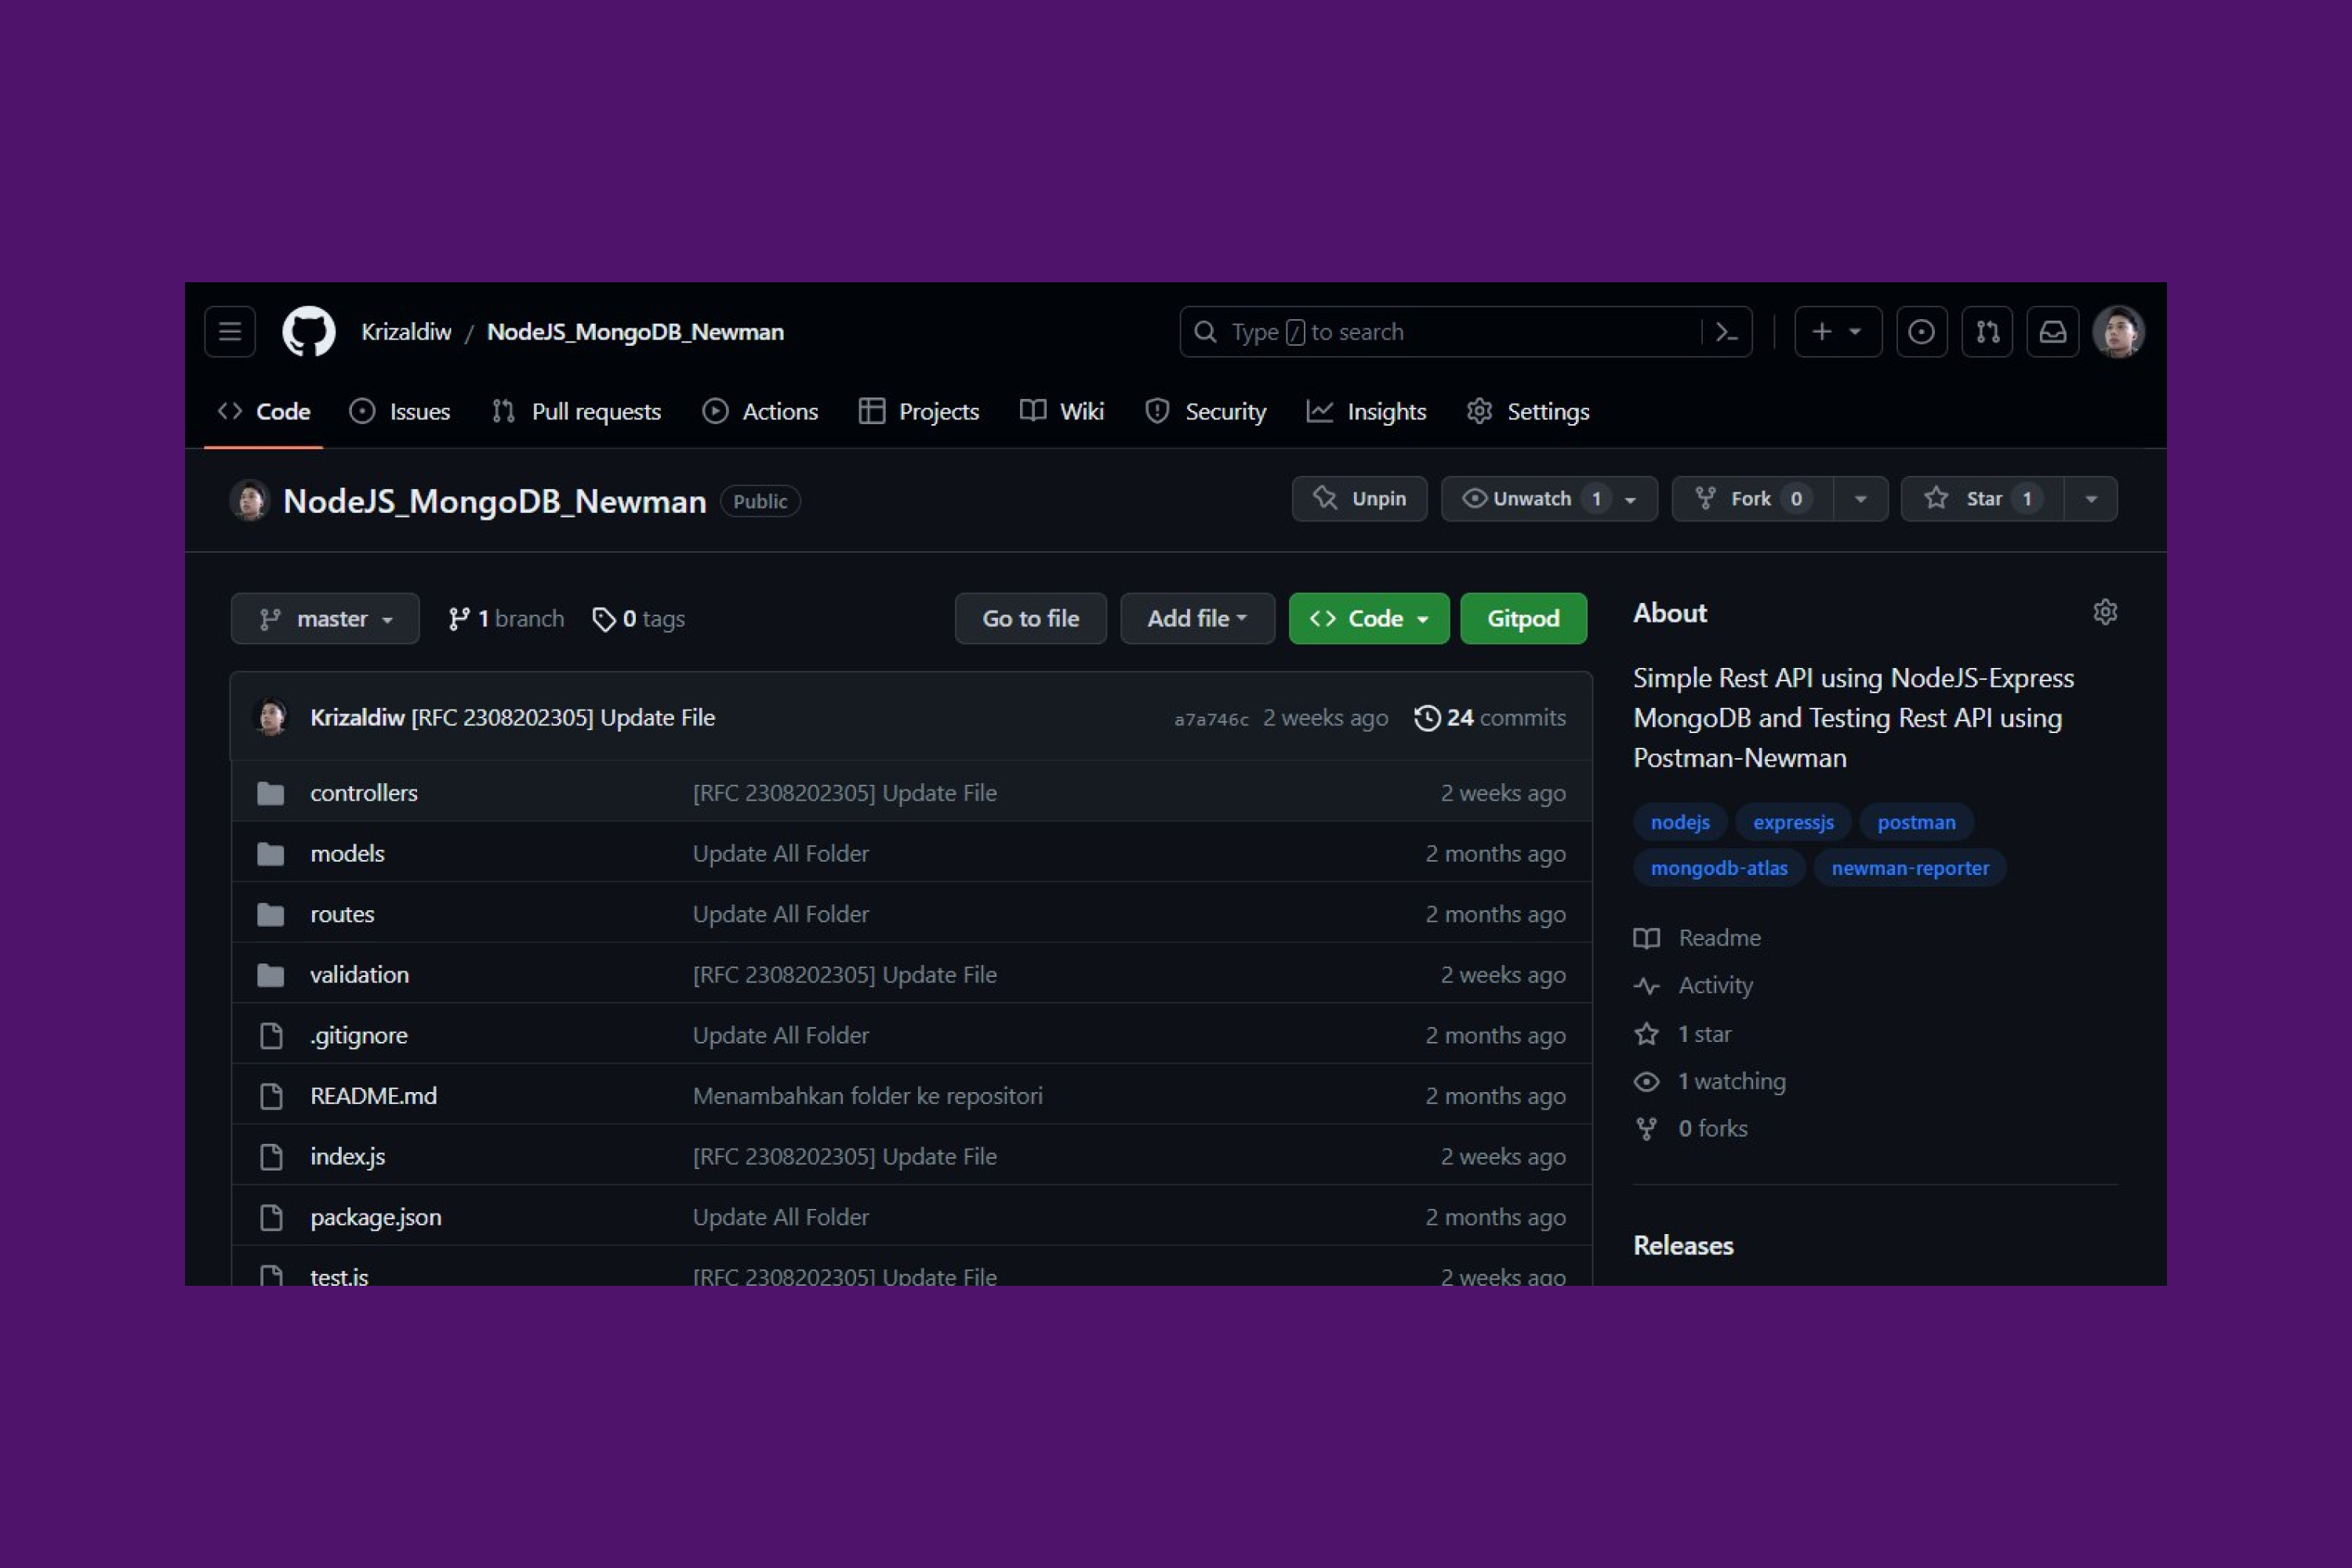 Krizaldiw / NodeJS_MongoDB_Newman
Type / to search
Code Issues Pull requests Actions Projects Wiki Security Insights Settings
NodeJS_MongoDB_Newman Public
Unpin Unwatch 1 Fork 0 Star 1
master 1 branch 0 tags
Go to file Add file Code Gitpod
Krizaldiw [RFC 2308202305] Update File a7a746c 2 weeks ago 24 commits
controllers [RFC 2308202305] Update File 2 weeks ago
models Update All Folder 2 months ago
routes Update All Folder 2 months ago
validation [RFC 2308202305] Update File 2 weeks ago
.gitignore Update All Folder 2 months ago
README.md Menambahkan folder ke repositori 2 months ago
index.js [RFC 2308202305] Update File 2 weeks ago
package.json Update All Folder 2 months ago
test.js [RFC 2308202305] Update File 2 weeks ago
About
Simple Rest API using NodeJS-Express
MongoDB and Testing Rest API using
Postman-Newman
nodejs expressjs postman
mongodb-atlas newman-reporter
Readme
Activity
1 star
1 watching
0 forks
Releases